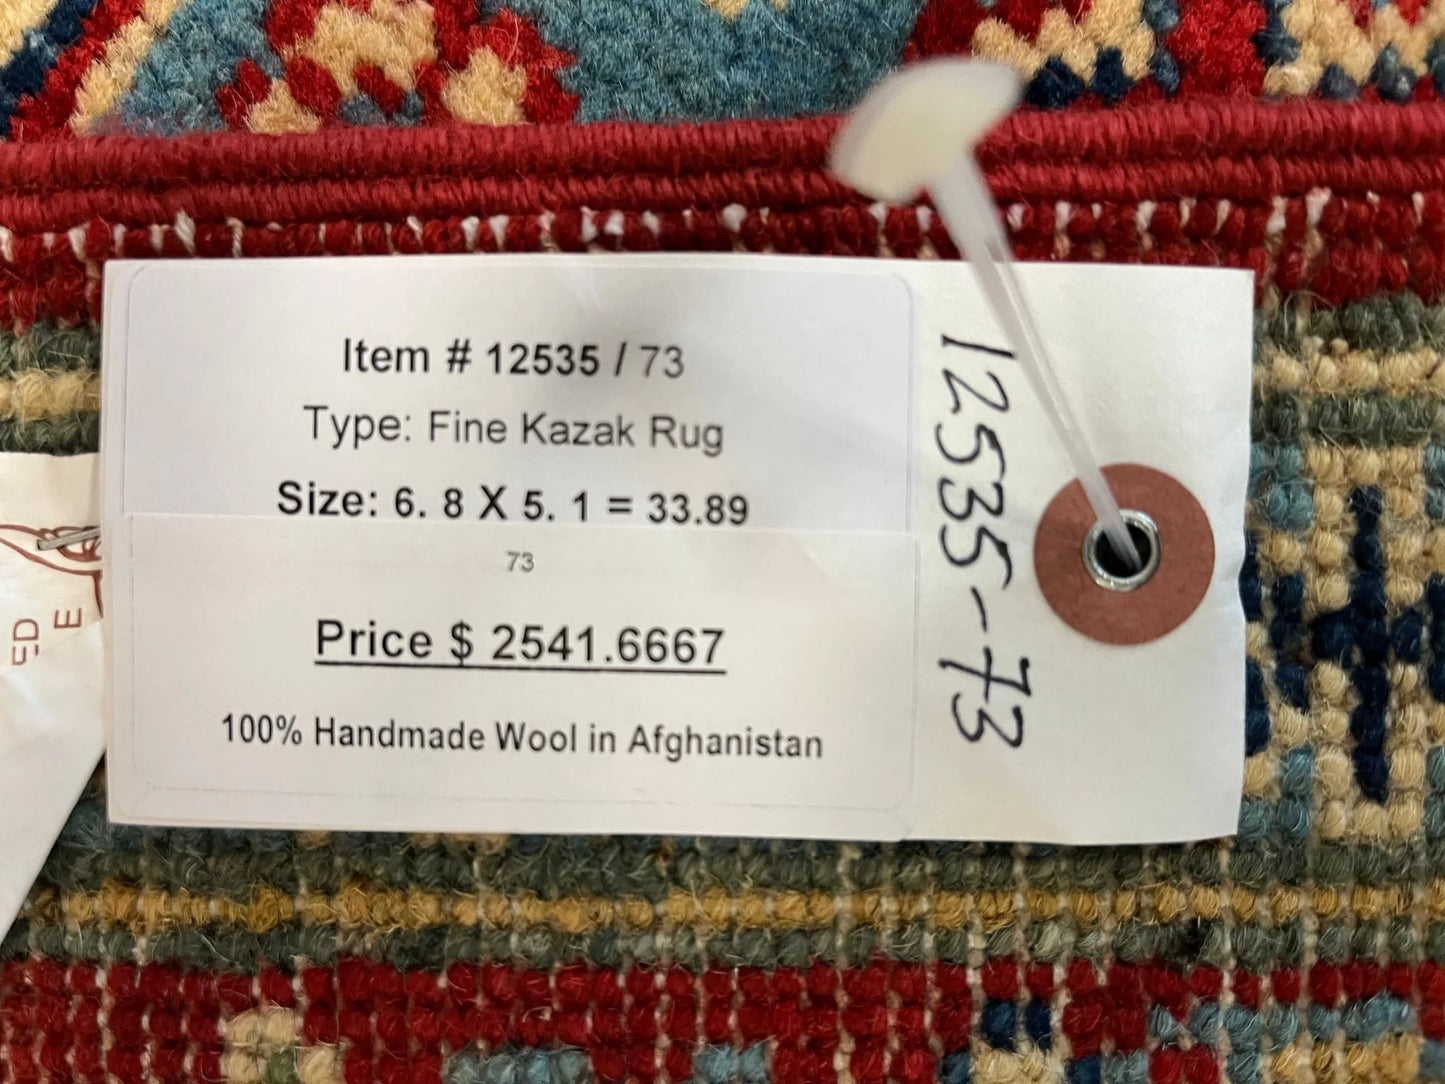 Item # 12535 / 73
Type: Fine Kazak Rug
Size: 6. 8 X 5. 1 = 33.89
73
Price $ 2541.6667
100% Handmade Wool in Afghanistan
12535-73
ED
E